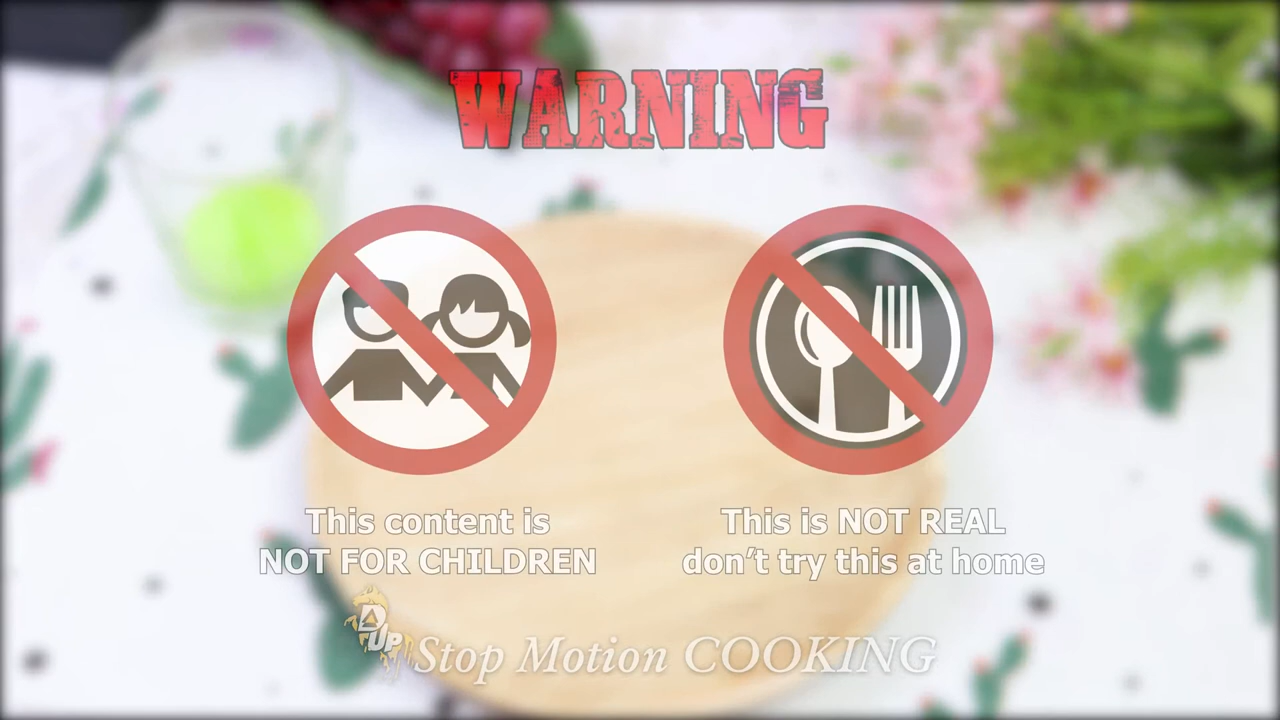 WARNING
This content is
NOT FOR CHILDREN
This is NOT REAL
don't try this at home
DUP
Stop Motion COOKING